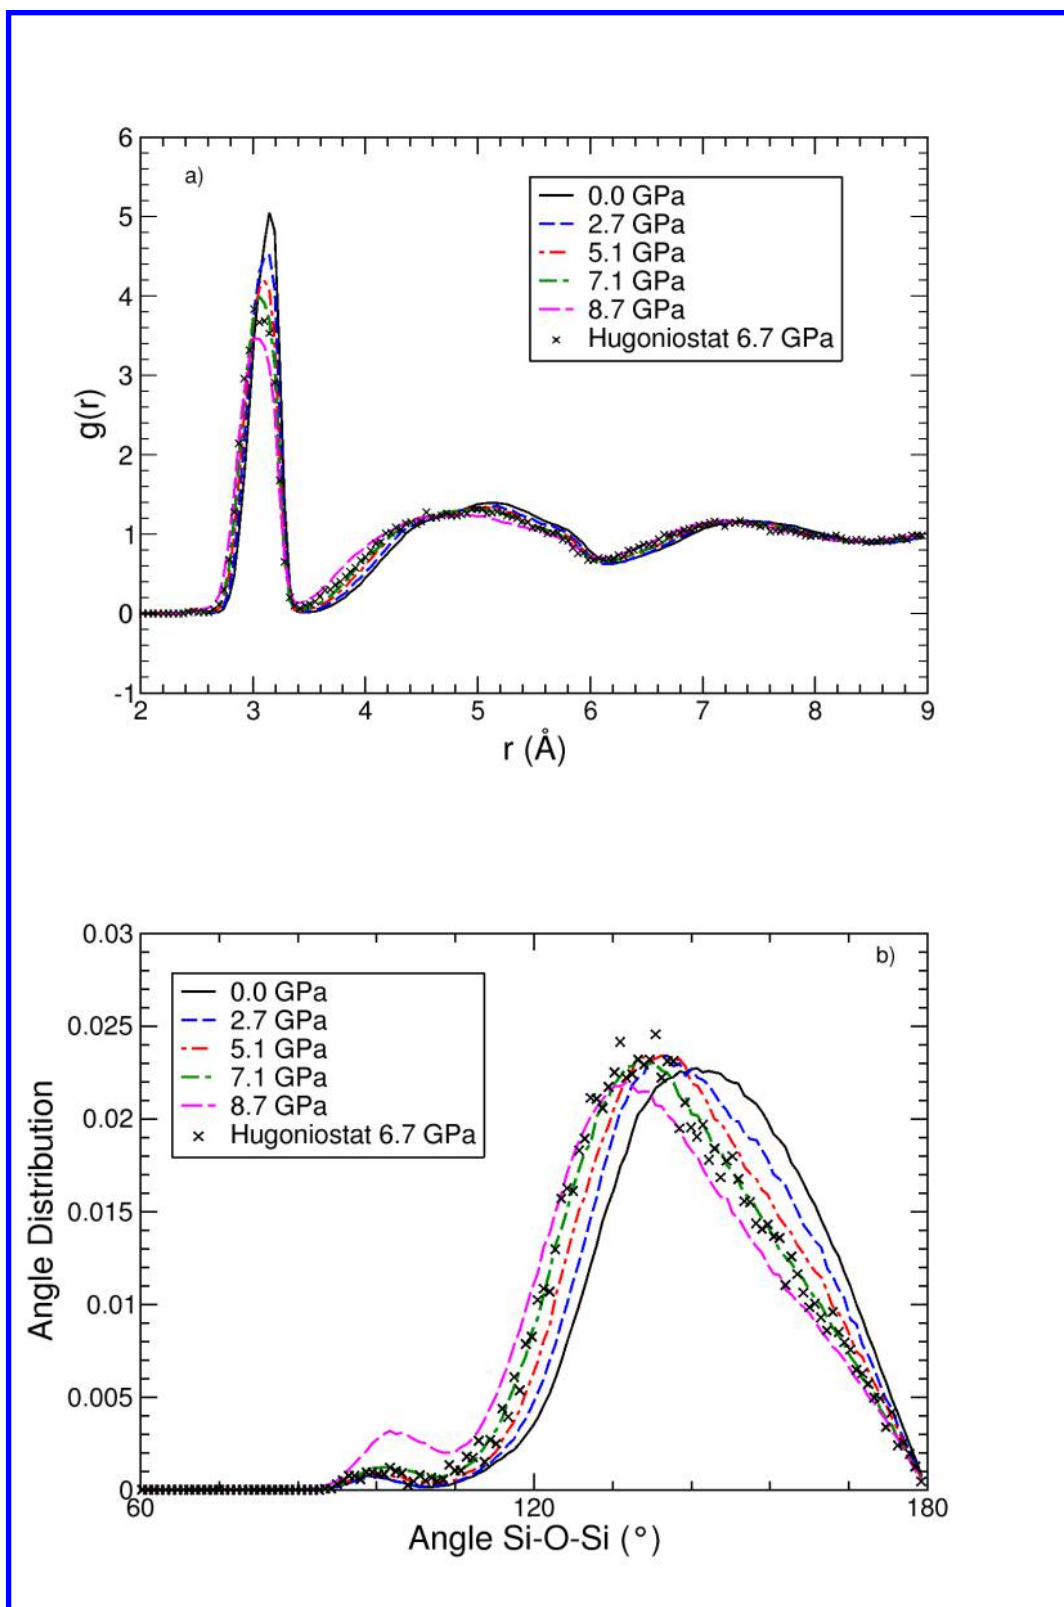 6
a)
0.0 GPa
2.7 GPa
5.1 GPa
7.1 GPa
8.7 GPa
Hugoniostat 6.7 GPa
5
4
3
2
1
0
-1
g(r)
2 3 4 5 6 7 8 9
r (Å)
0.03
b)
0.0 GPa
2.7 GPa
5.1 GPa
7.1 GPa
8.7 GPa
Hugoniostat 6.7 GPa
0.025
0.02
0.015
0.01
0.005
0
Angle Distribution
60 120 180
Angle Si-O-Si (°)